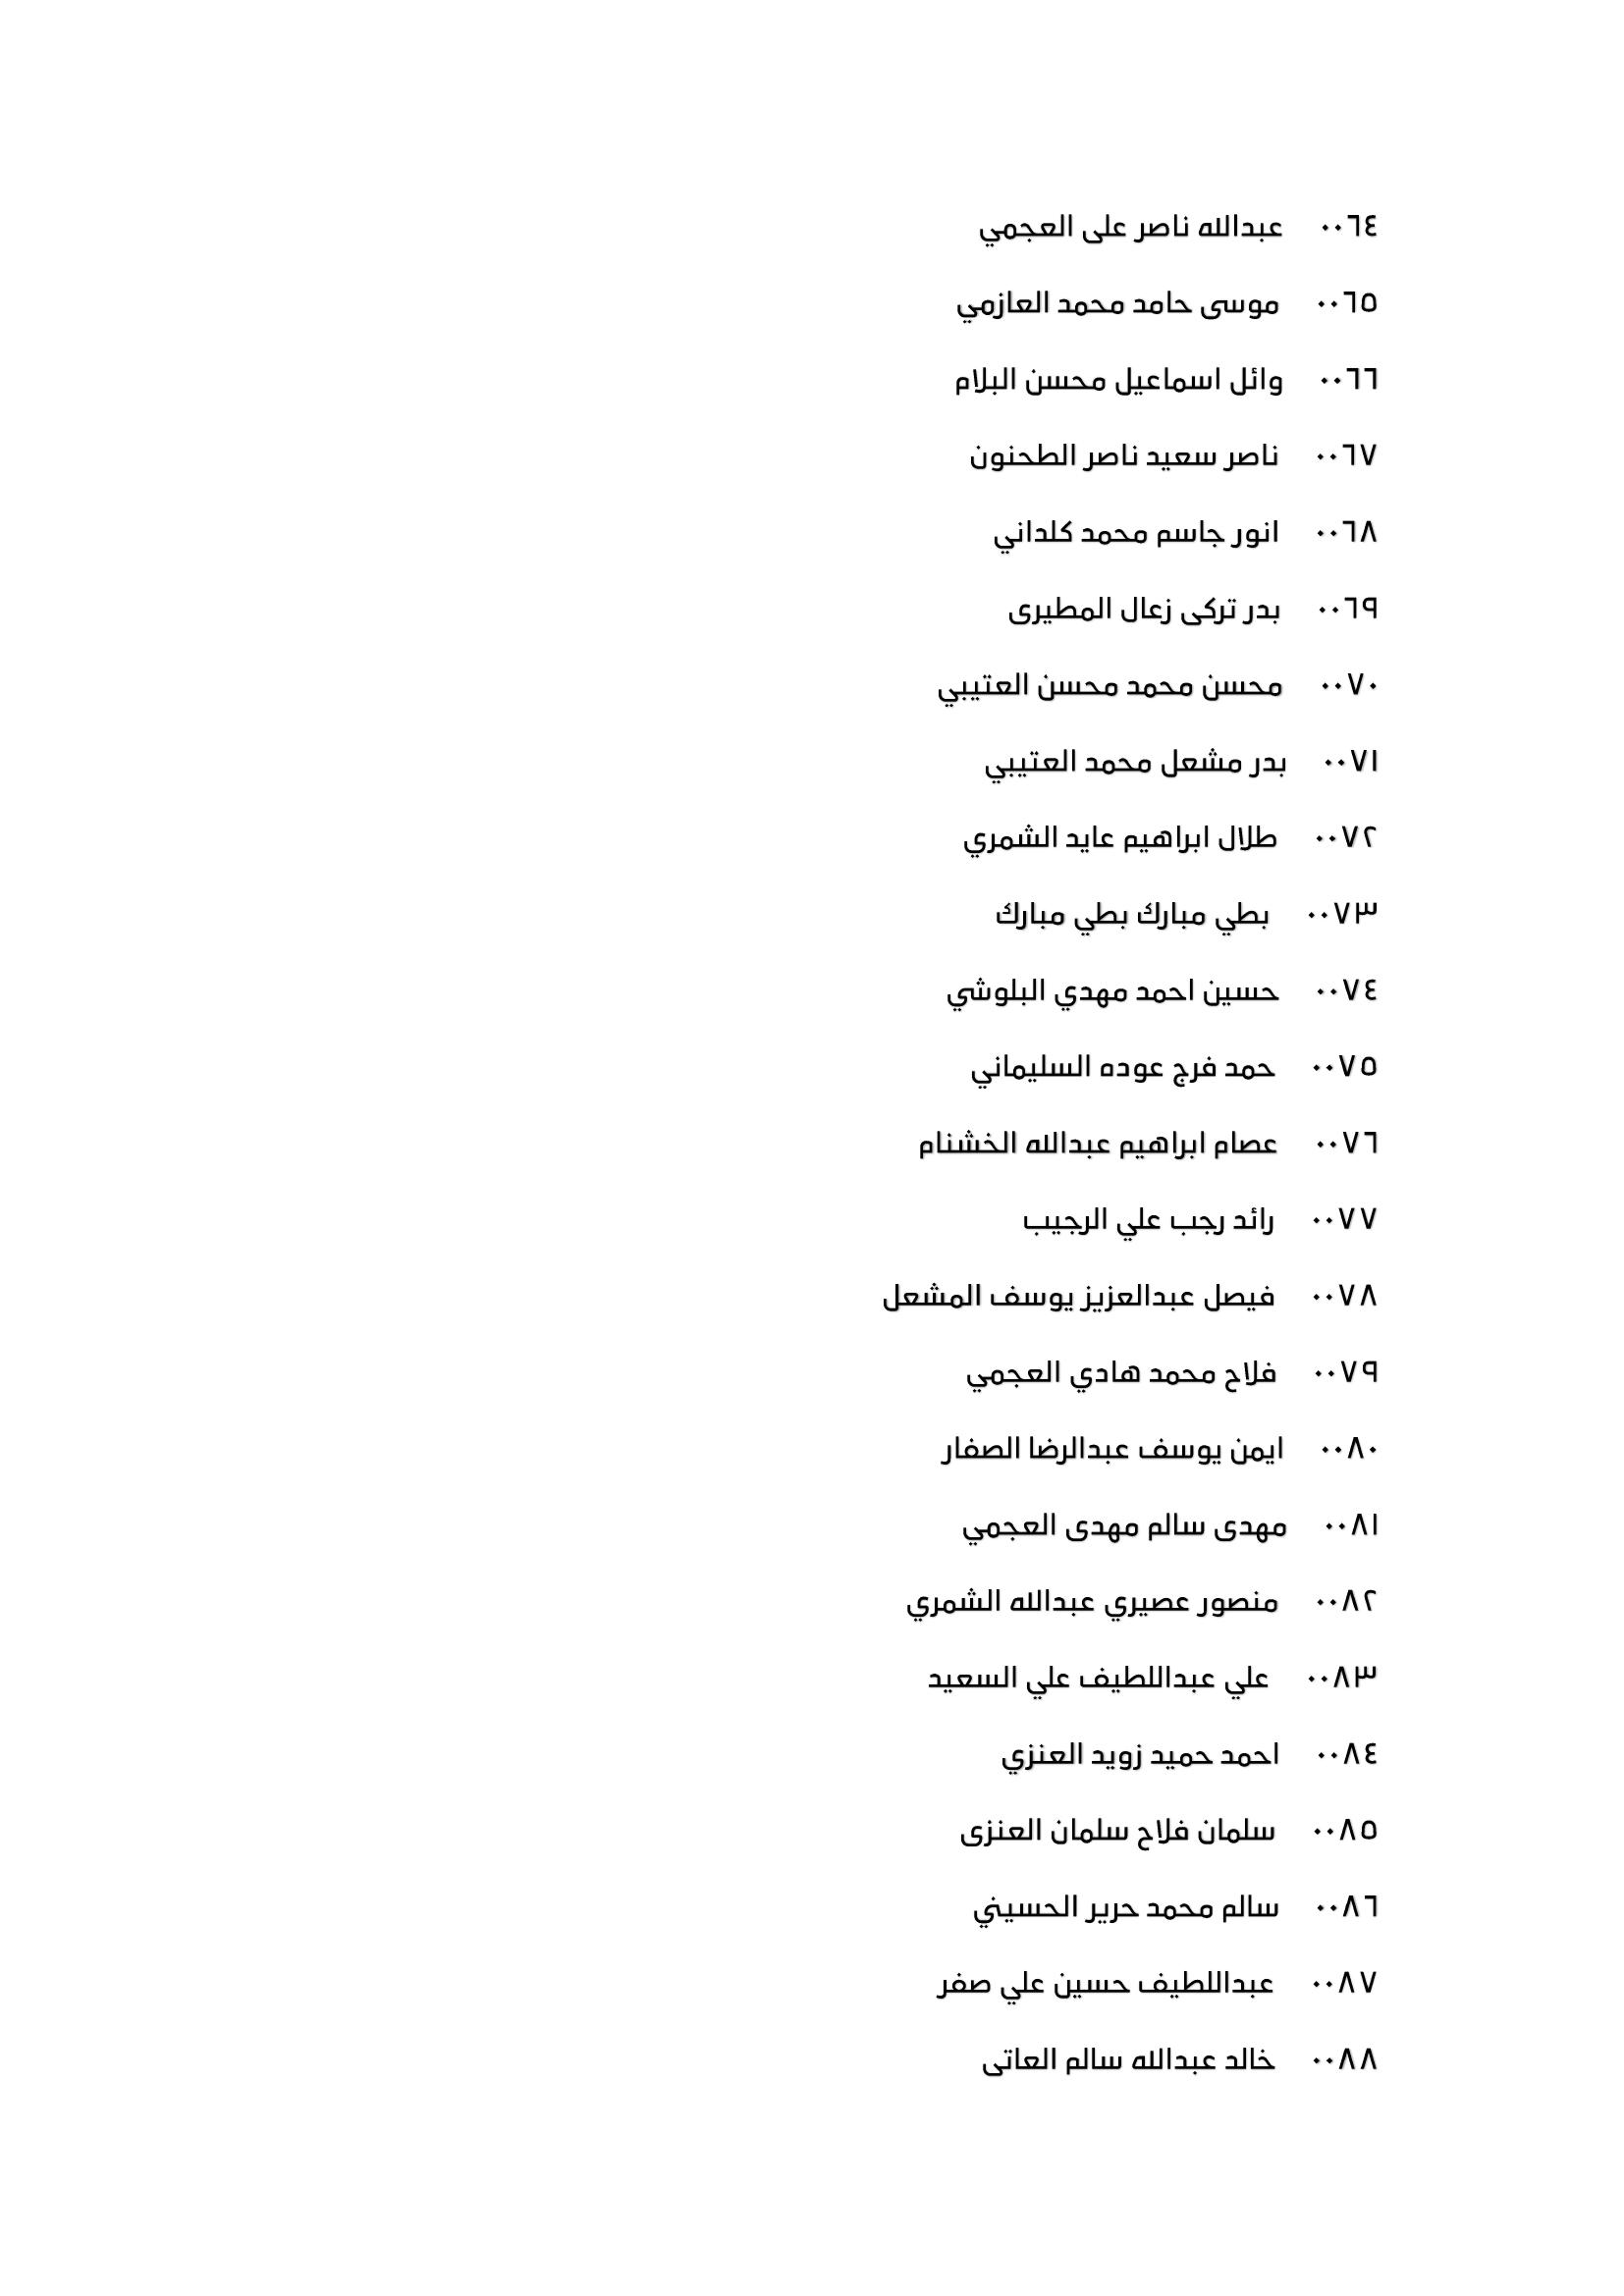 ٠٠٦٤ عبدالله ناصر على العجمي
٠٠٦٥ موسى حامد محمد العازمي
٠٠٦٦ وائل اسماعيل محسن البلام
٠٠٦٧ ناصر سعيد ناصر الطحنون
٠٠٦٨ انور جاسم محمد كلداني
٠٠٦٩ بدر تركى زعال المطيرى
٠٠٧٠ محسن محمد محسن العتيبي
٠٠٧١ بدر مشعل محمد العتيبي
٠٠٧٢ طلال ابراهيم عايد الشمري
٠٠٧٣ بطي مبارك بطي مبارك
٠٠٧٤ حسين احمد مهدي البلوشي
٠٠٧٥ حمد فرج عوده السليماني
٠٠٧٦ عصام ابراهيم عبدالله الخشنام
٠٠٧٧ رائد رجب علي الرجيب
٠٠٧٨ فيصل عبدالعزيز يوسف المشعل
٠٠٧٩ فلاح محمد هادي العجمي
٠٠٨٠ ايمن يوسف عبدالرضا الصفار
٠٠٨١ مهدى سالم مهدى العجمي
٠٠٨٢ منصور عصيري عبدالله الشمري
٠٠٨٣ علي عبداللطيف علي السعيد
٠٠٨٤ احمد حميد زويد العنزي
٠٠٨٥ سلمان فلاح سلمان العنزى
٠٠٨٦ سالم محمد حرير الحسيني
٠٠٨٧ عبداللطيف حسين علي صفر
٠٠٨٨ خالد عبدالله سالم العاتى